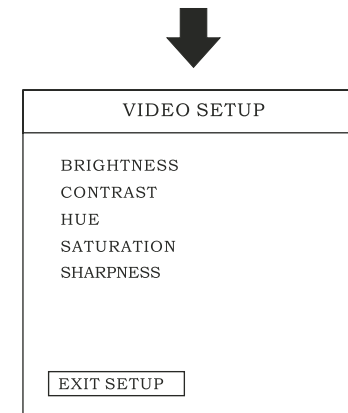 VIDEO SETUP
BRIGHTNESS
CONTRAST
HUE
SATURATION
SHARPNESS
EXIT SETUP